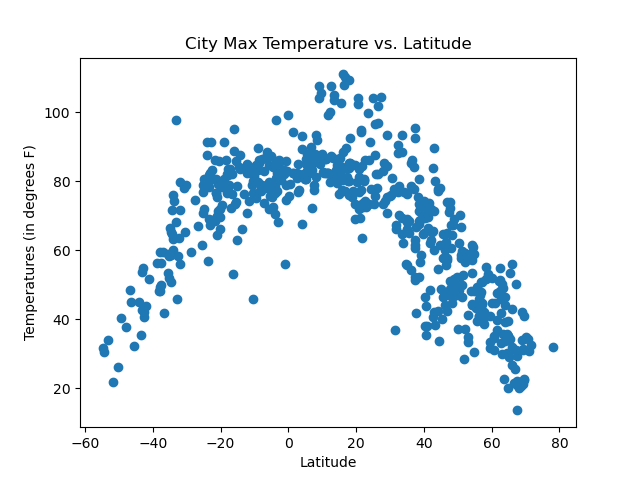 City Max Temperature vs. Latitude
Temperatures (in degrees F)
100
80
60
40
20
−60 −40 −20 0 20 40 60 80
Latitude